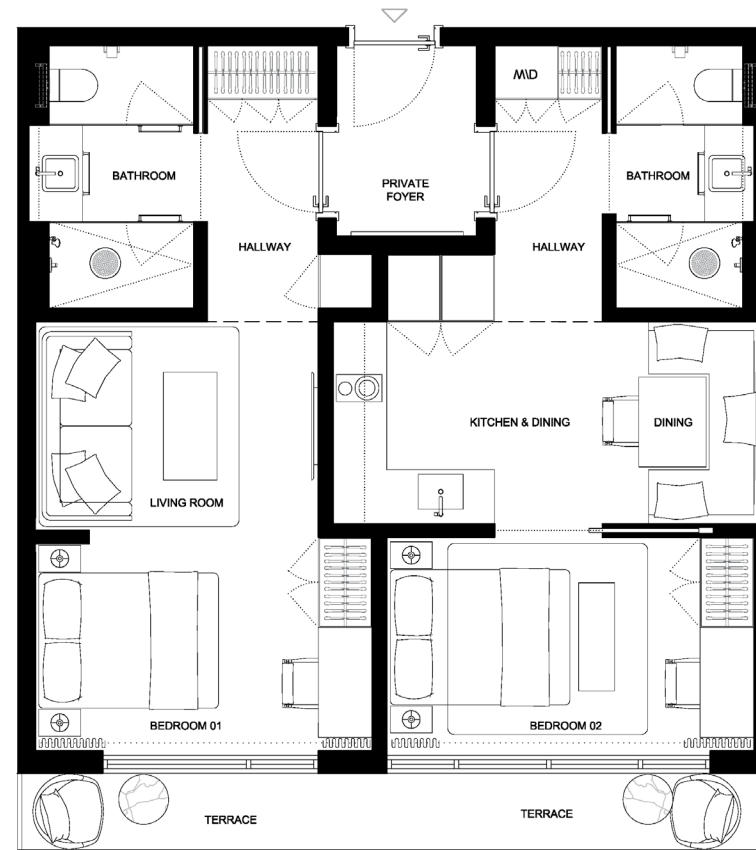 M\D
BATHROOM
PRIVATE
FOYER
BATHROOM
HALLWAY
HALLWAY
KITCHEN & DINING
DINING
LIVING ROOM
BEDROOM 01
BEDROOM 02
TERRACE
TERRACE